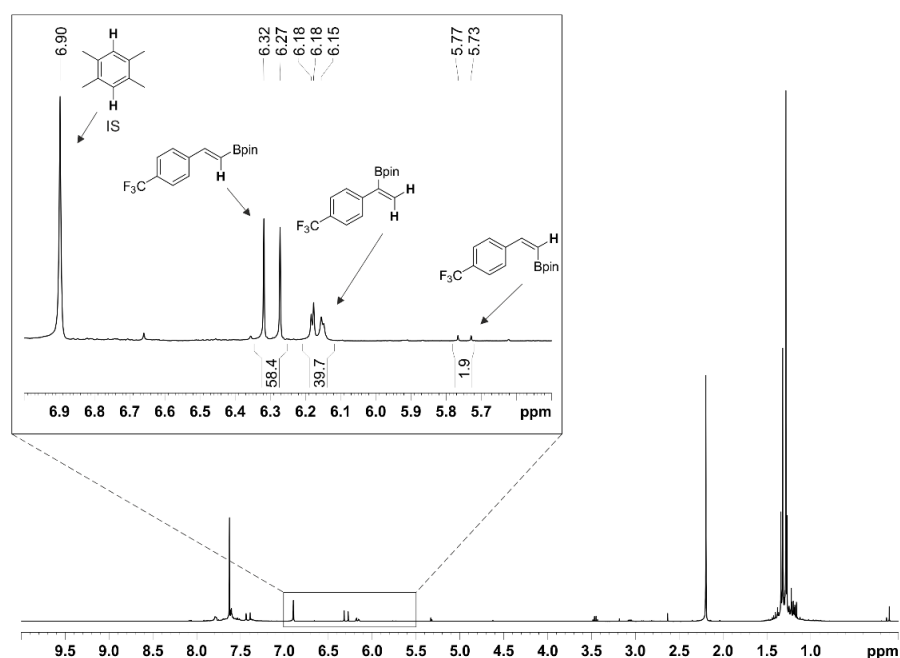 6.90
6.32
6.27
6.18
6.18
6.15
5.77
5.73
H
H
IS
Bpin
H
F₃C
Bpin
H
H
F₃C
H
Bpin
F₃C
58.4
39.7
1.9
6.9 6.8 6.7 6.6 6.5 6.4 6.3 6.2 6.1 6.0 5.9 5.8 5.7 ppm
9.5 9.0 8.5 8.0 7.5 7.0 6.5 6.0 5.5 5.0 4.5 4.0 3.5 3.0 2.5 2.0 1.5 1.0 ppm